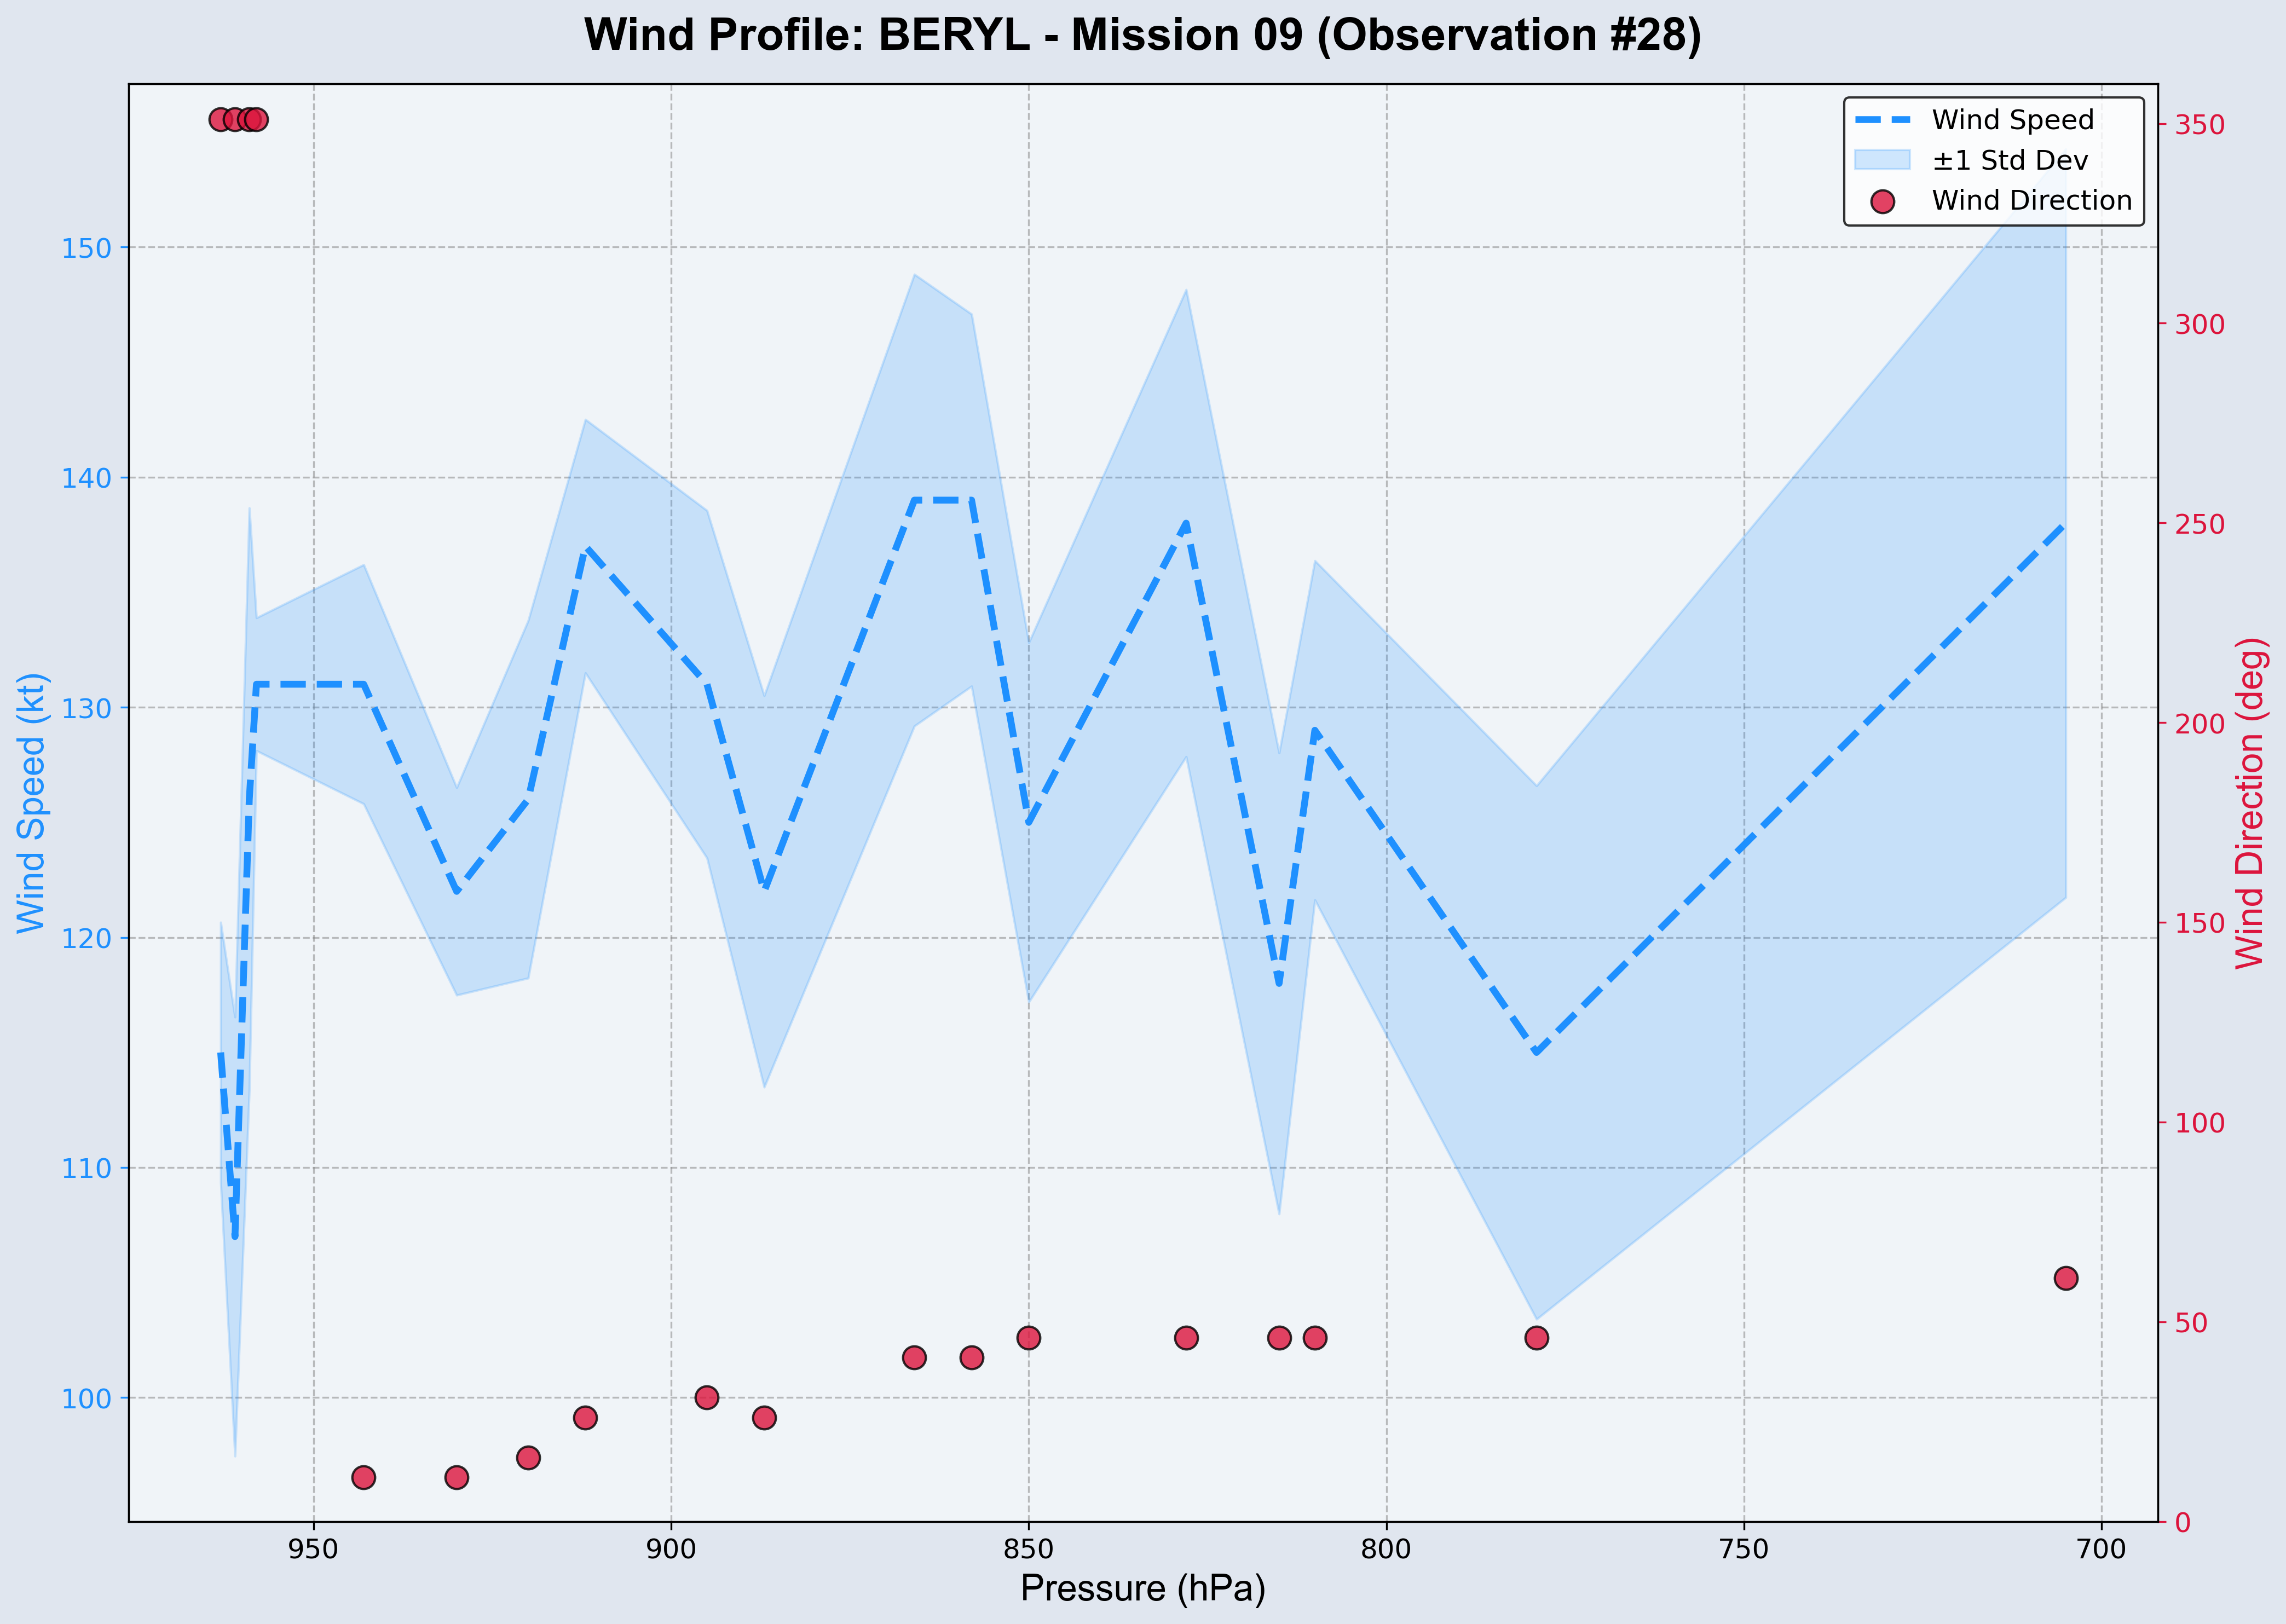 Wind Profile: BERYL - Mission 09 (Observation #28)
Wind Speed
±1 Std Dev
Wind Direction
150
140
130
120
110
100
Wind Speed (kt)
350
300
250
200
150
100
50
0
Wind Direction (deg)
950
900
850
800
750
700
Pressure (hPa)